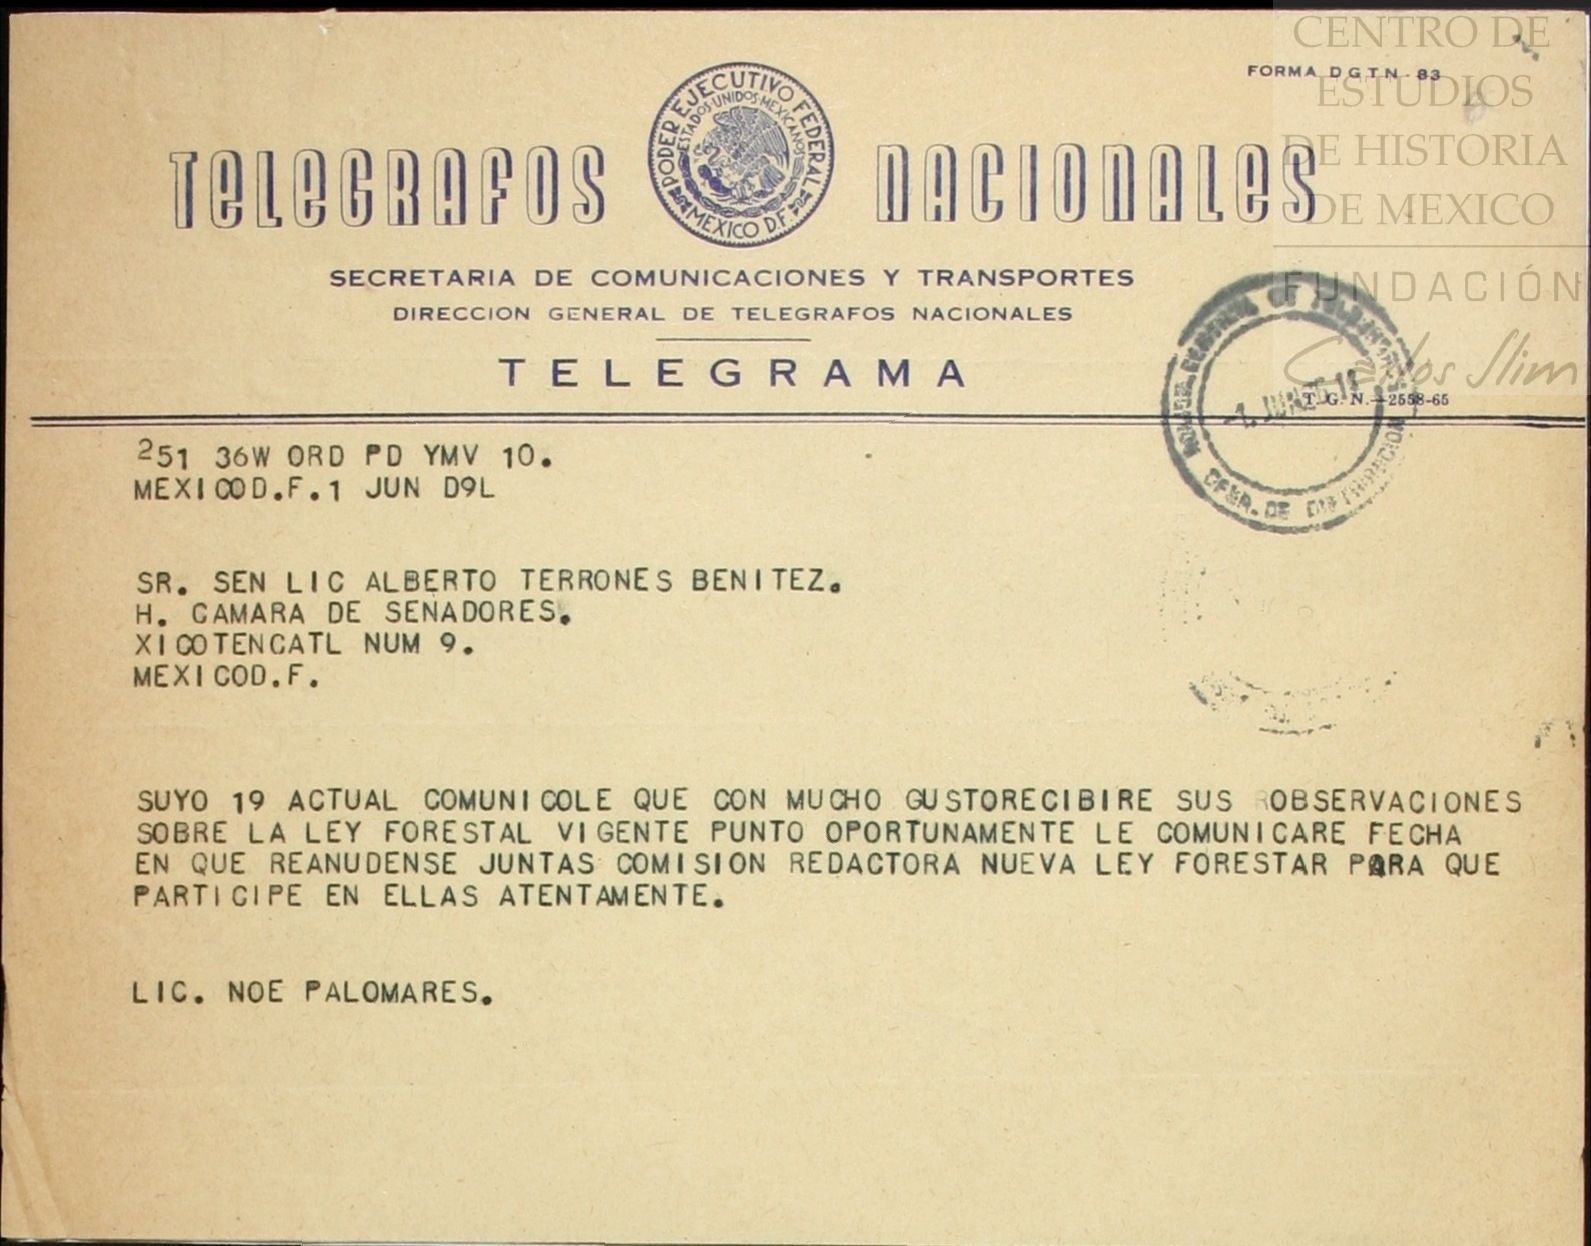 CENTRO DE
ESTUDIOS
DE HISTORIA
DE MEXICO
FUNDACIÓN
Carlos Slim
FORMA DGTN-83
TELEGRAFOS NACIONALES
PODER EJECUTIVO FEDERAL
ESTADOS UNIDOS MEXICANOS
MEXICO D.F.
SECRETARIA DE COMUNICACIONES Y TRANSPORTES
DIRECCION GENERAL DE TELEGRAFOS NACIONALES
TELEGRAMA
T. G. N.—2558-65
JUN
DE DISTRIBUCION
251 36W ORD PD YMV 10.
MEXICOD.F.1 JUN D9L
SR. SEN LIC ALBERTO TERRONES BENITEZ.
H. CAMARA DE SENADORES.
XICOTENCATL NUM 9.
MEXICOD.F.
SUYO 19 ACTUAL COMUNICOLE QUE CON MUCHO GUSTORECIBIRE SUS OBSERVACIONES
SOBRE LA LEY FORESTAL VIGENTE PUNTO OPORTUNAMENTE LE COMUNICARE FECHA
EN QUE REANUDENSE JUNTAS COMISION REDACTORA NUEVA LEY FORESTAR PARA QUE
PARTICIPE EN ELLAS ATENTAMENTE.
LIC. NOE PALOMARES.